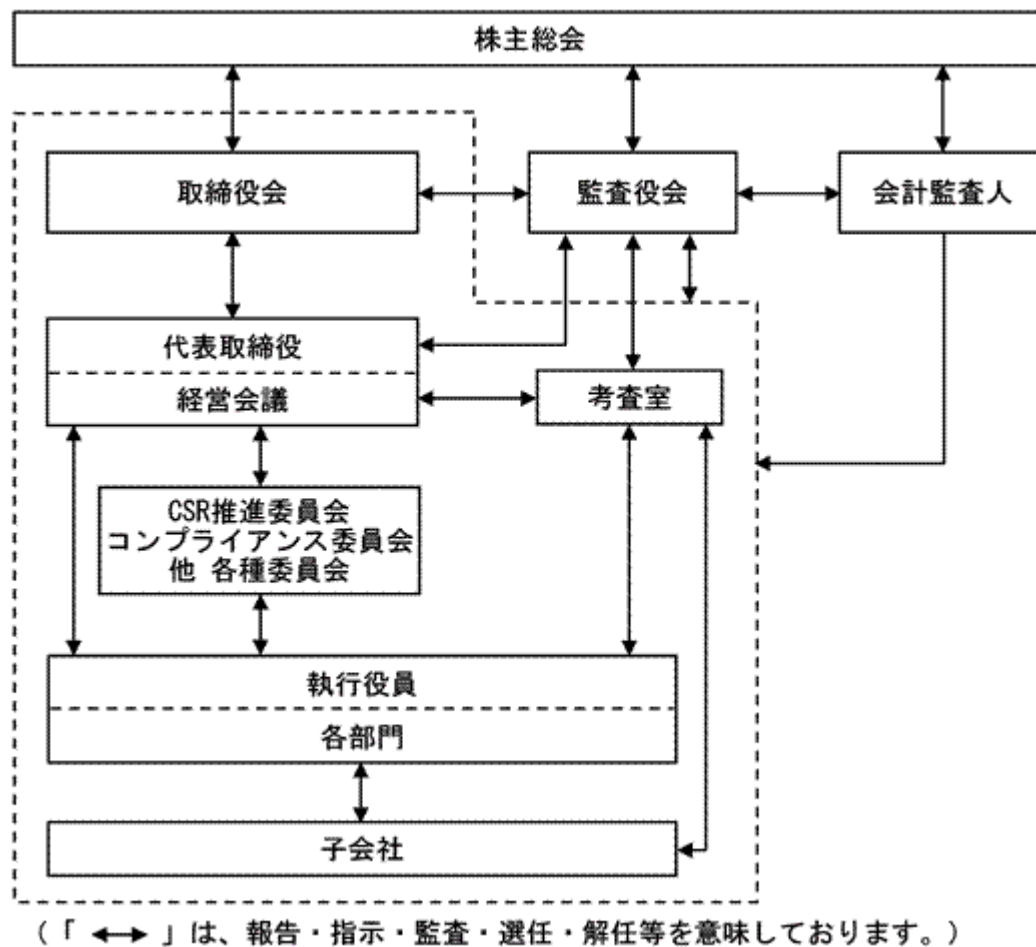 株主総会
取締役会
監査役会
会計監査人
代表取締役
経営会議
考査室
CSR推進委員会
コンプライアンス委員会
他 各種委員会
執行役員
各部門
子会社
(「 ←→ 」は、報告・指示・監査・選任・解任等を意味しております。)